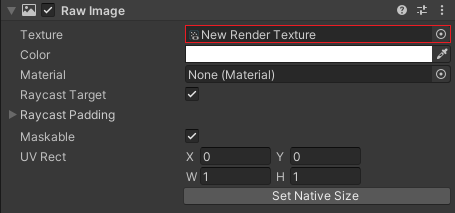 Raw Image
Texture New Render Texture
Color
Material None (Material)
Raycast Target
Raycast Padding
Maskable
UV Rect X 0 Y 0
W 1 H 1
Set Native Size